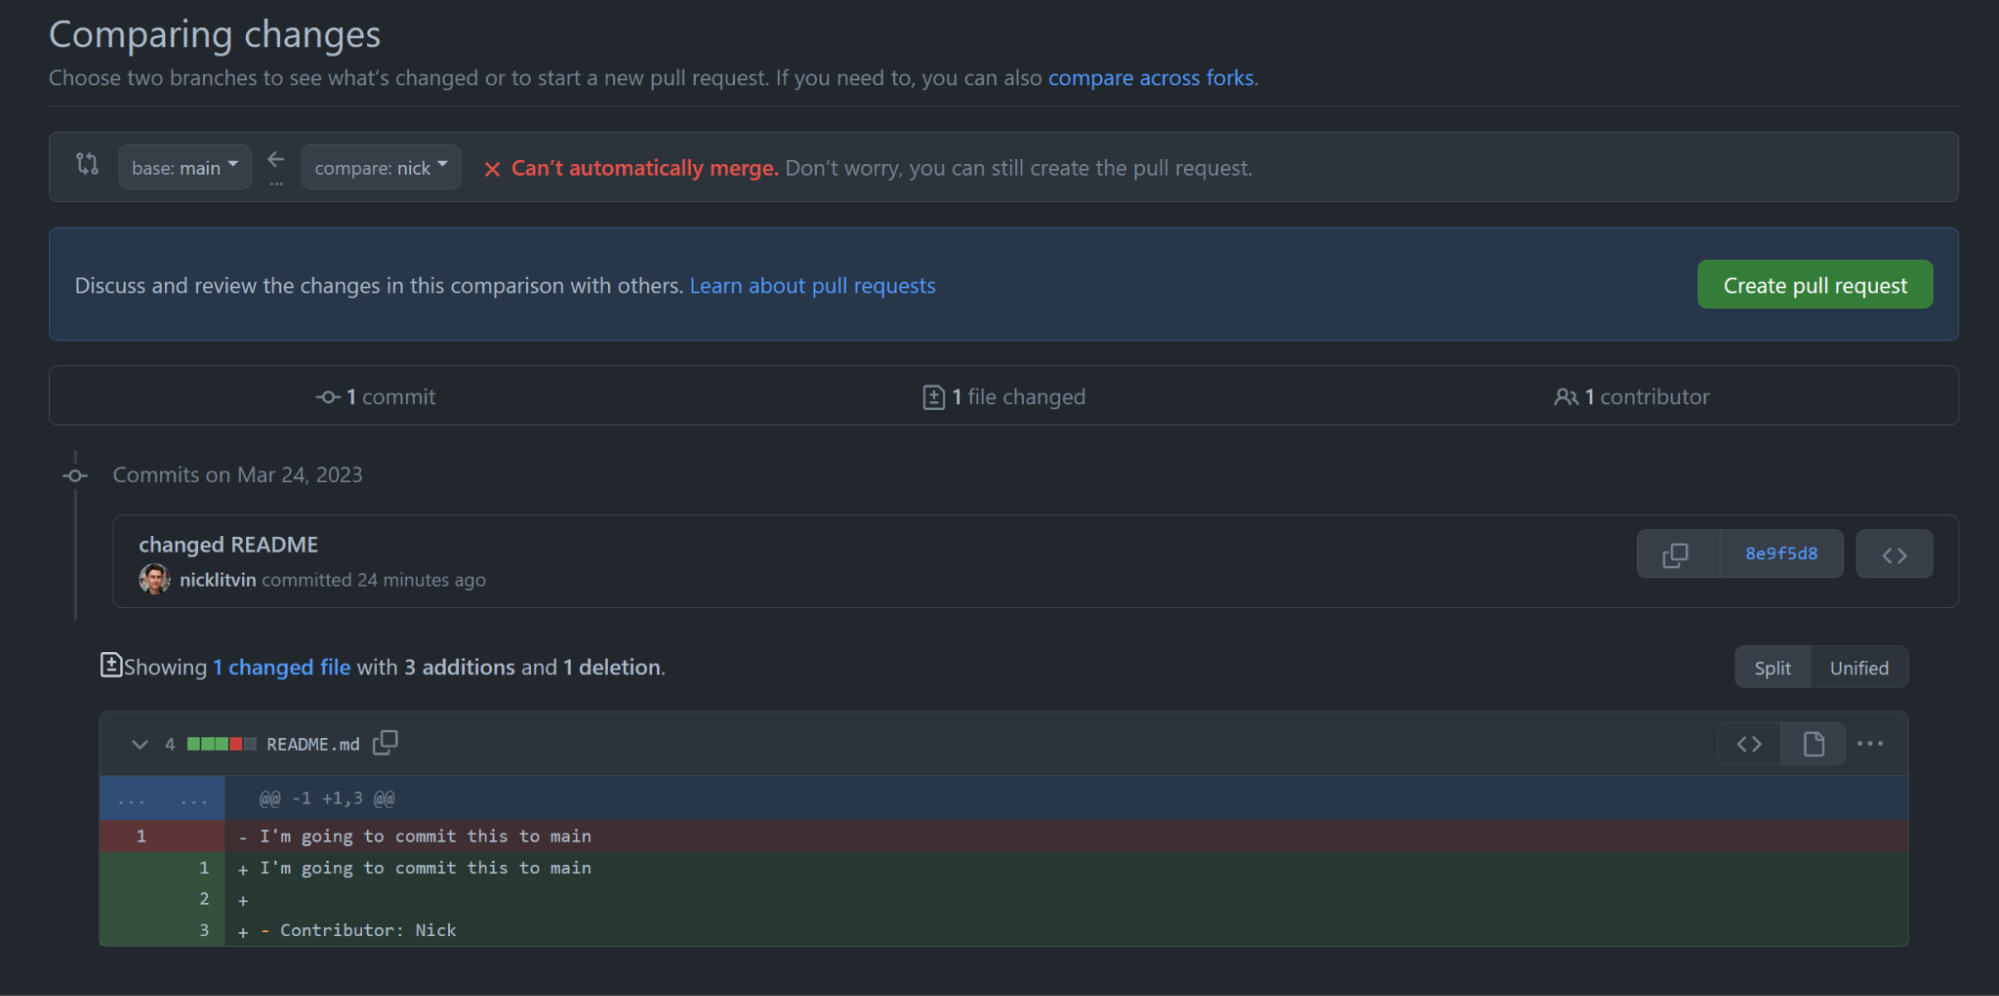 Comparing changes
Choose two branches to see what's changed or to start a new pull request. If you need to, you can also compare across forks.
base: main ← ... compare: nick × Can't automatically merge. Don't worry, you can still create the pull request.
Discuss and review the changes in this comparison with others. Learn about pull requests Create pull request
1 commit 1 file changed 1 contributor
Commits on Mar 24, 2023
changed README
8e9f5d8
nicklitvin committed 24 minutes ago
Showing 1 changed file with 3 additions and 1 deletion.
Split Unified
4 README.md
... ... @@ -1 +1,3 @@
1 - I'm going to commit this to main
1 + I'm going to commit this to main
2 +
3 + - Contributor: Nick